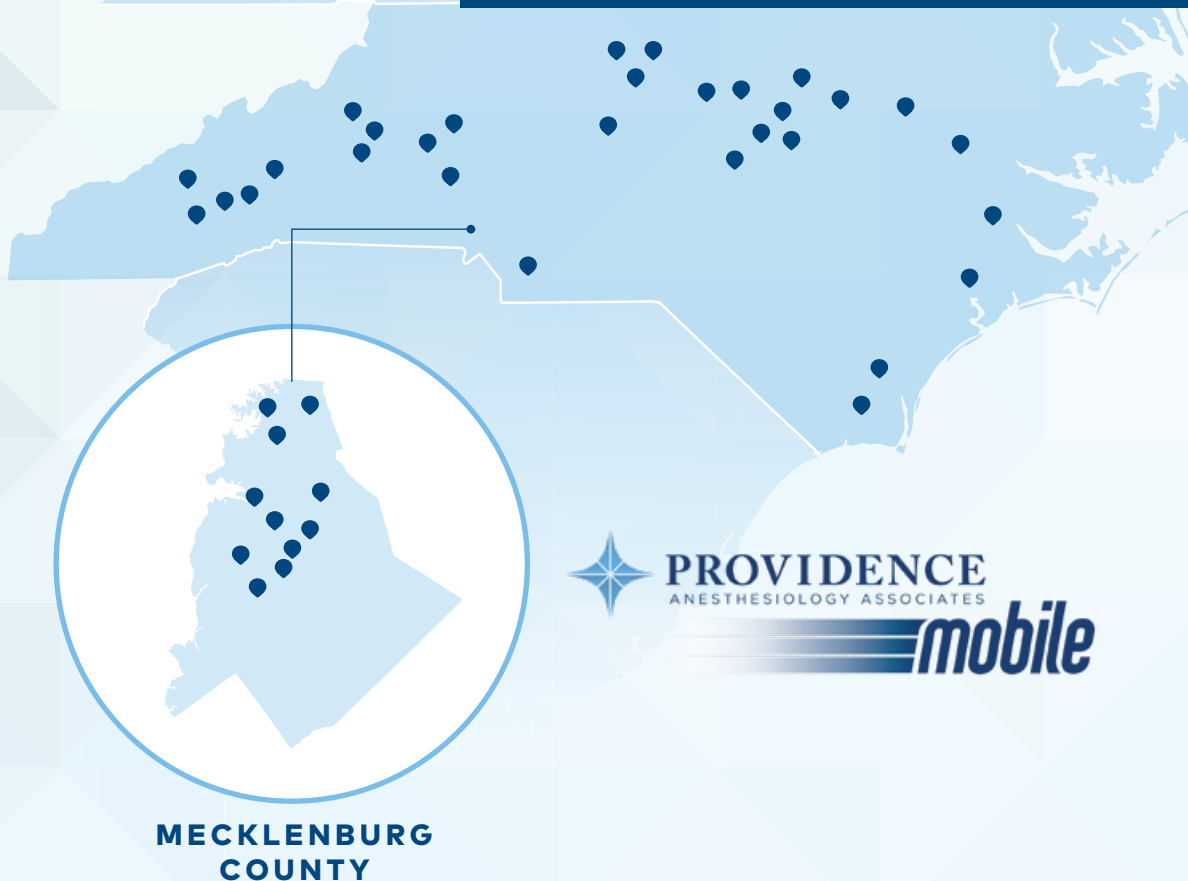 PROVIDENCE
ANESTHESIOLOGY ASSOCIATES
mobile
MECKLENBURG
COUNTY